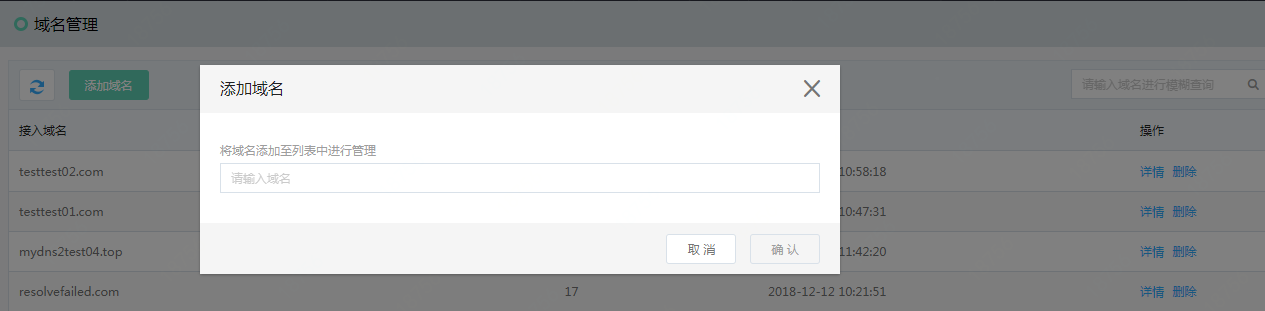 域名管理
添加域名
请输入域名进行模糊查询
接入域名
操作
testtest02.com
10:58:18
详情 删除
testtest01.com
10:47:31
详情 删除
mydns2test04.top
11:42:20
详情 删除
resolvefailed.com
17
2018-12-12 10:21:51
详情 删除
添加域名
将域名添加至列表中进行管理
请输入域名
取 消
确 认